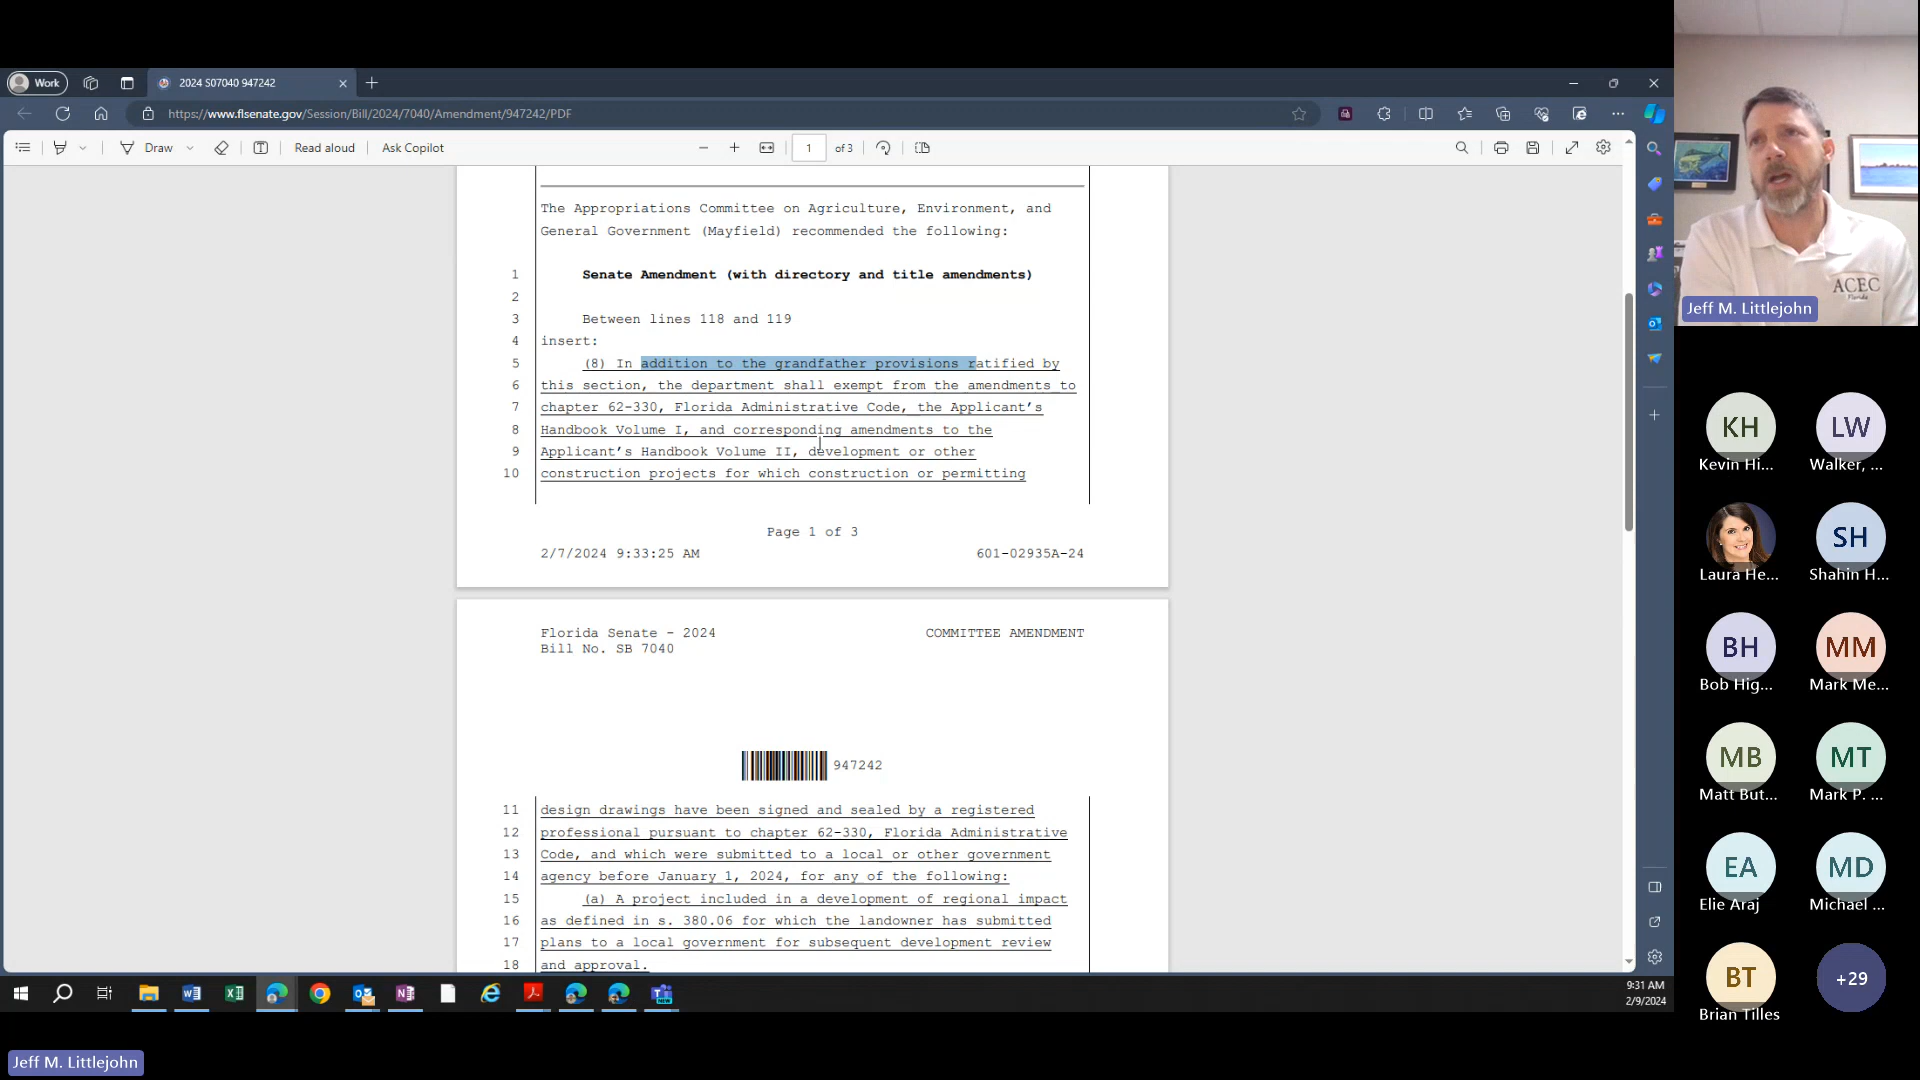 Work
2024 S07040 947242
https://www.flsenate.gov/Session/Bill/2024/7040/Amendment/947242/PDF
Draw
Read aloud
Ask Copilot
1
of 3
The Appropriations Committee on Agriculture, Environment, and
General Government (Mayfield) recommended the following:
1 Senate Amendment (with directory and title amendments)
2
3 Between lines 118 and 119
4 insert:
5 (8) In addition to the grandfather provisions ratified by
6 this section, the department shall exempt from the amendments to
7 chapter 62-330, Florida Administrative Code, the Applicant's
8 Handbook Volume I, and corresponding amendments to the
9 Applicant's Handbook Volume II, development or other
10 construction projects for which construction or permitting
Page 1 of 3
2/7/2024 9:33:25 AM 601-02935A-24
Florida Senate - 2024 COMMITTEE AMENDMENT
Bill No. SB 7040
947242
11 design drawings have been signed and sealed by a registered
12 professional pursuant to chapter 62-330, Florida Administrative
13 Code, and which were submitted to a local or other government
14 agency before January 1, 2024, for any of the following:
15 (a) A project included in a development of regional impact
16 as defined in s. 380.06 for which the landowner has submitted
17 plans to a local government for subsequent development review
18 and approval.
9:31 AM
2/9/2024
Jeff M. Littlejohn
ACEC
Florida
Jeff M. Littlejohn
KH
Kevin Hi...
LW
Walker, ...
Laura He...
SH
Shahin H...
BH
Bob Hig...
MM
Mark Me...
MB
Matt But...
MT
Mark P. ...
EA
Elie Araj
MD
Michael ...
BT
Brian Tilles
+29